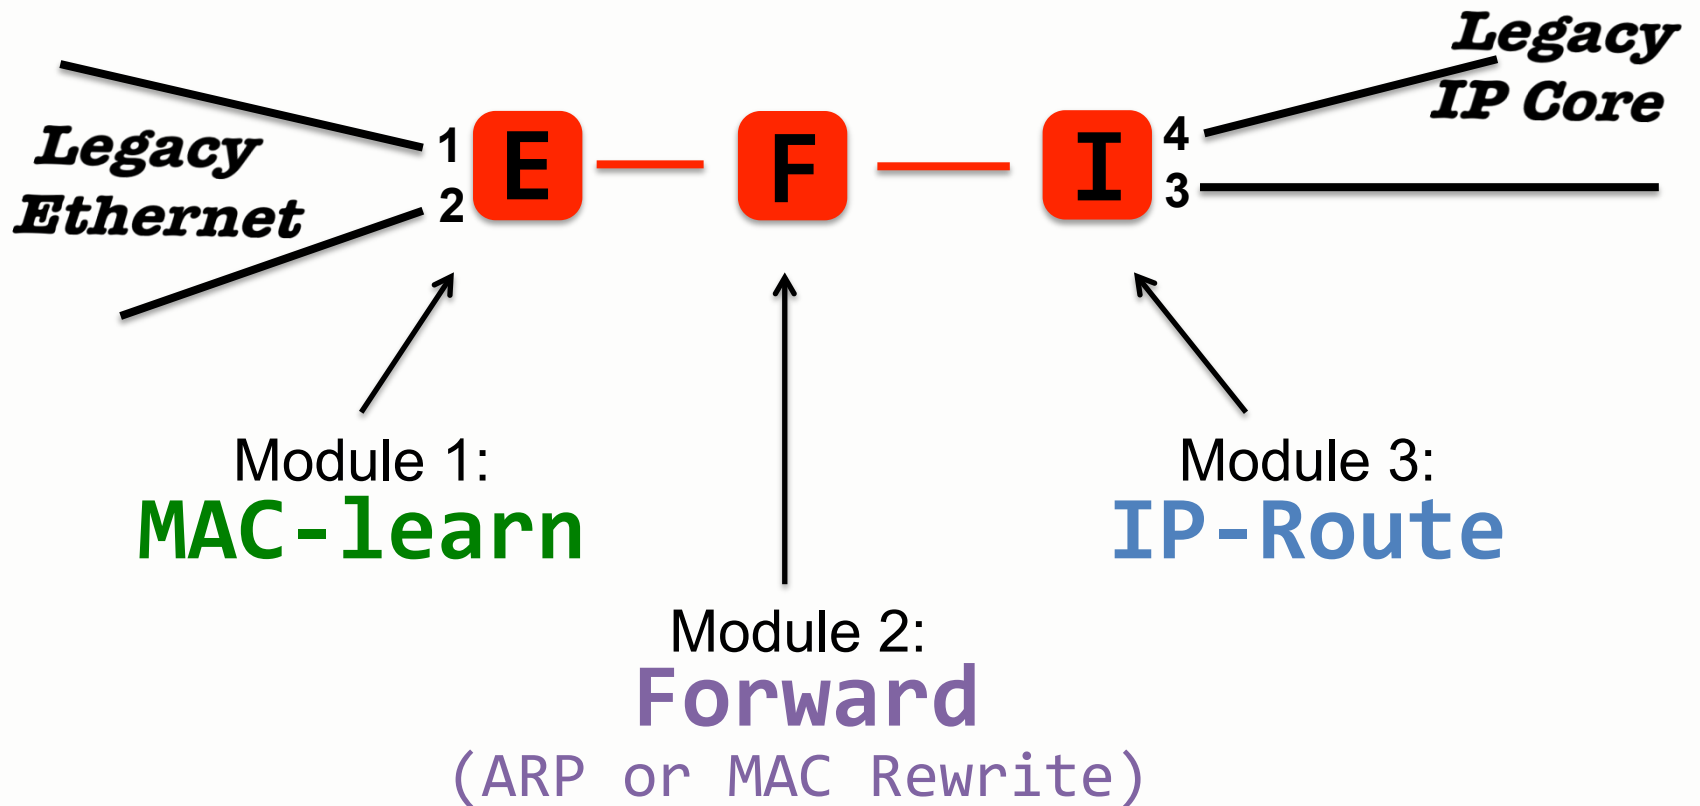 Legacy
Ethernet
1
2
E
F
I
4
3
Legacy
IP Core
Module 1:
MAC-learn
Module 2:
Forward
(ARP or MAC Rewrite)
Module 3:
IP-Route